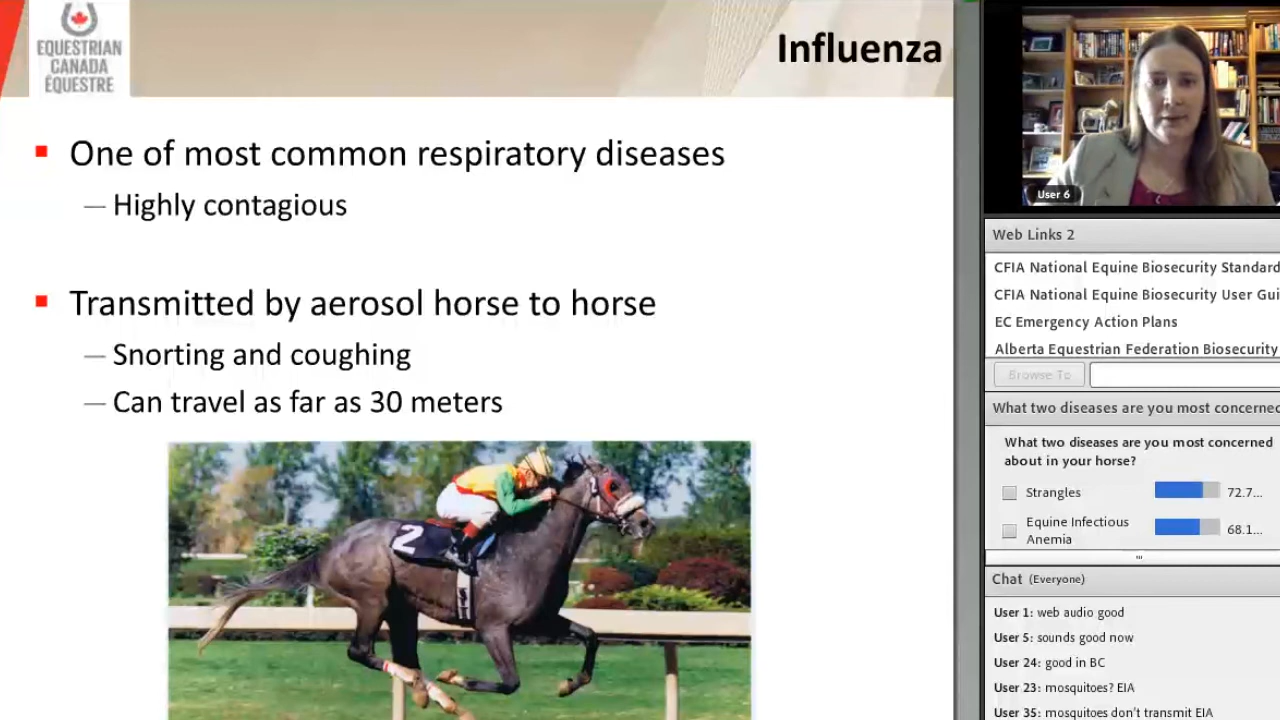 EQUESTRIAN
CANADA
ÉQUESTRE
Influenza
One of most common respiratory diseases
— Highly contagious
Transmitted by aerosol horse to horse
— Snorting and coughing
— Can travel as far as 30 meters
2
User 6
Web Links 2
CFIA National Equine Biosecurity Standard
CFIA National Equine Biosecurity User Gui
EC Emergency Action Plans
Alberta Equestrian Federation Biosecurity
Browse To
What two diseases are you most concerned
What two diseases are you most concerned
about in your horse?
Strangles 72.7...
Equine Infectious
Anemia 68.1...
Chat (Everyone)
User 1: web audio good
User 5: sounds good now
User 24: good in BC
User 23: mosquitoes? EIA
User 35: mosquitoes don't transmit EIA